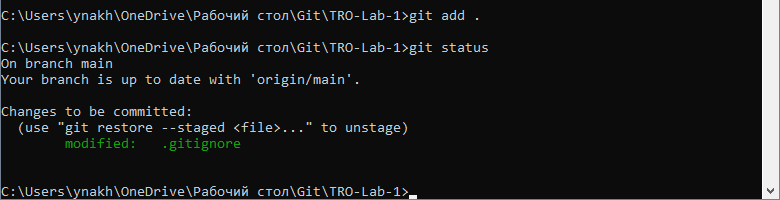 C:\Users\ynakh\OneDrive\Рабочий стол\Git\TRO-Lab-1>git add .
C:\Users\ynakh\OneDrive\Рабочий стол\Git\TRO-Lab-1>git status
On branch main
Your branch is up to date with 'origin/main'.
Changes to be committed:
  (use "git restore --staged <file>..." to unstage)
        modified:   .gitignore
C:\Users\ynakh\OneDrive\Рабочий стол\Git\TRO-Lab-1>